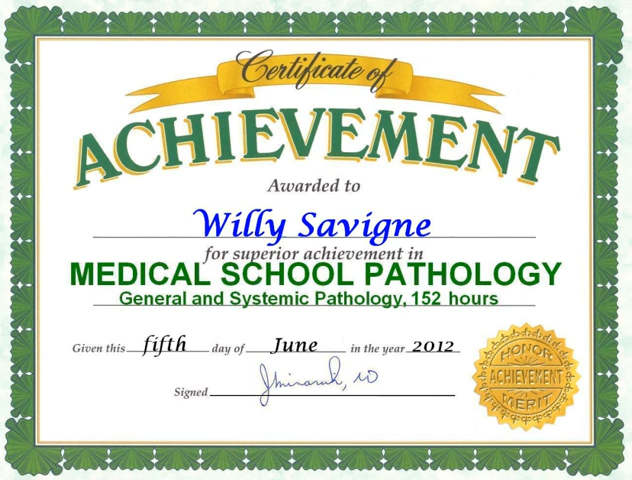 Certificate of
ACHIEVEMENT
Awarded to
Willy Savigne
for superior achievement in
MEDICAL SCHOOL PATHOLOGY
General and Systemic Pathology, 152 hours
Given this fifth day of June in the year 2012
Signed
HONOR
ACHIEVEMENT
MERIT